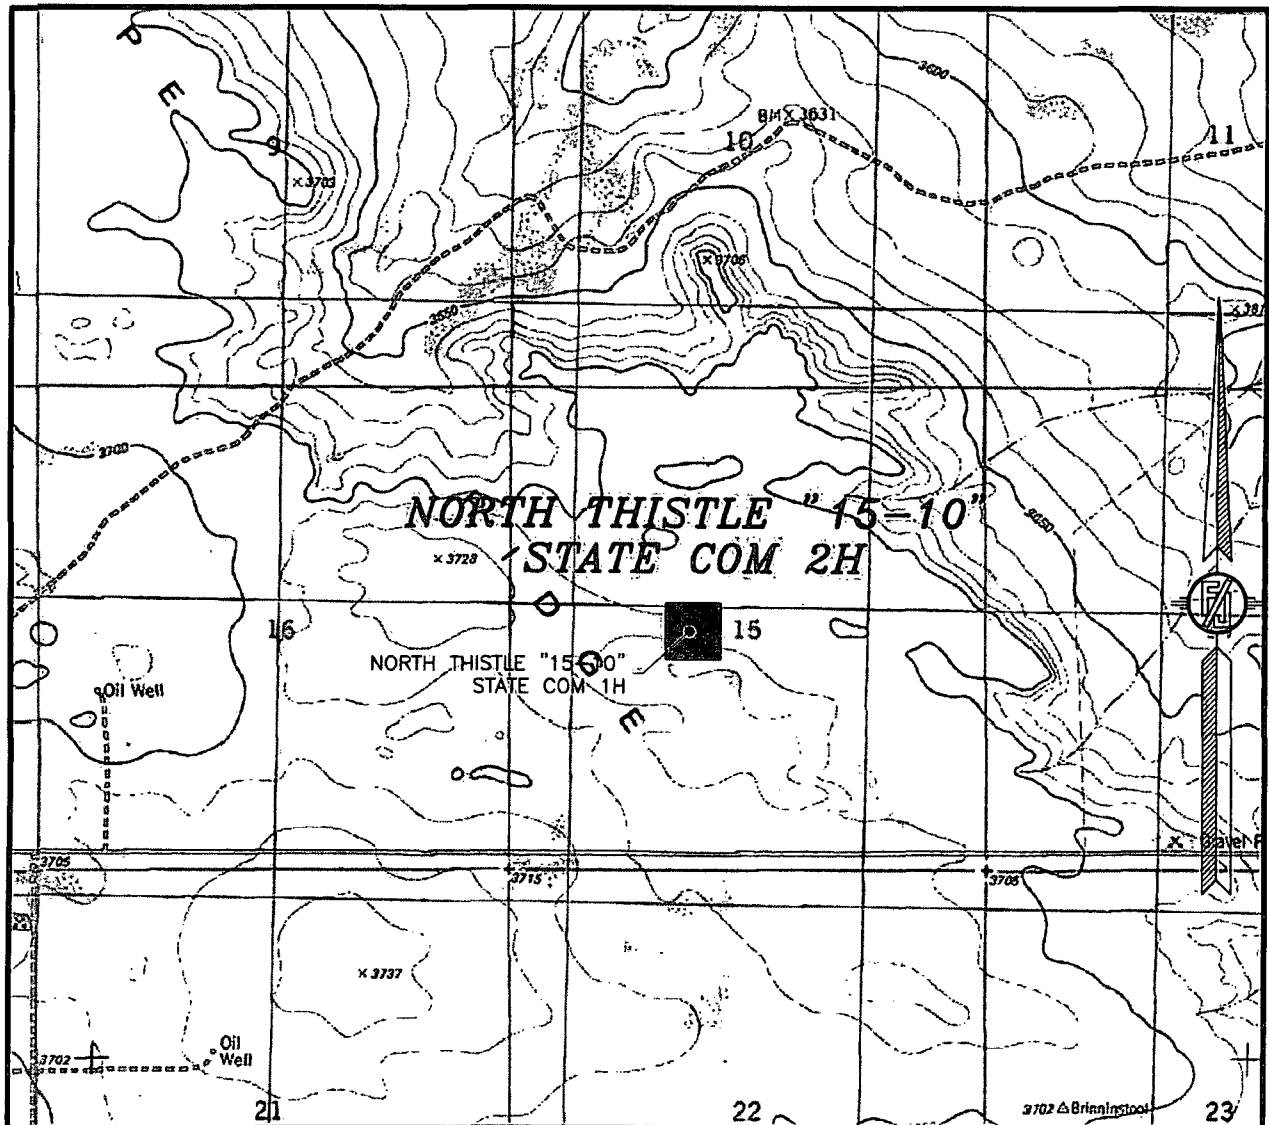 P
3600
E
BM X 3631
9
10
11
X 3703
X 3706
3650
3700
NORTH THISTLE "15-10"
STATE COM 2H
3650
X 3728
D
16
15
NORTH THISTLE "15-10"
STATE COM 1H
G
Oil Well
E
3705
3715
3706
X 3737
3702
Oil
Well
21
22
3702 △ Brinninstool
23